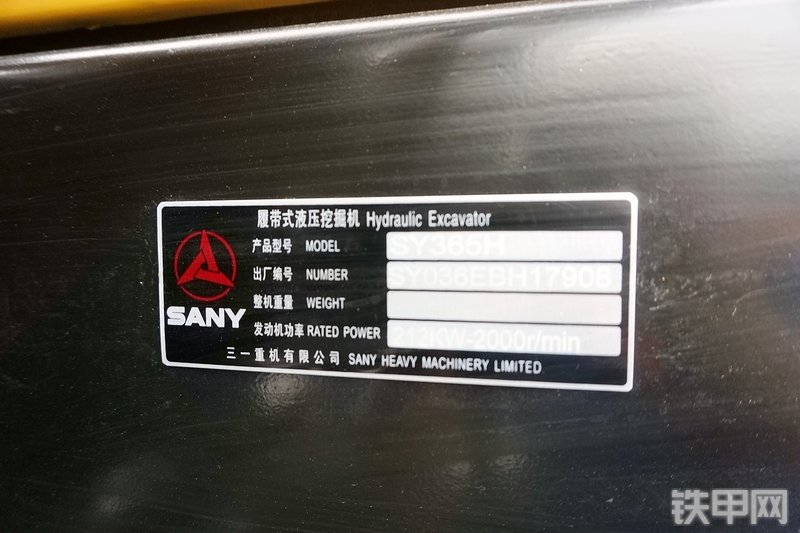 履带式液压挖掘机 Hydraulic Excavator
产品型号 MODEL SY365H
出厂编号 NUMBER SY036EBH17908
整机重量 WEIGHT
发动机功率 RATED POWER 212KW-2000r/min
SANY
三一重机有限公司 SANY HEAVY MACHINERY LIMITED
铁甲网